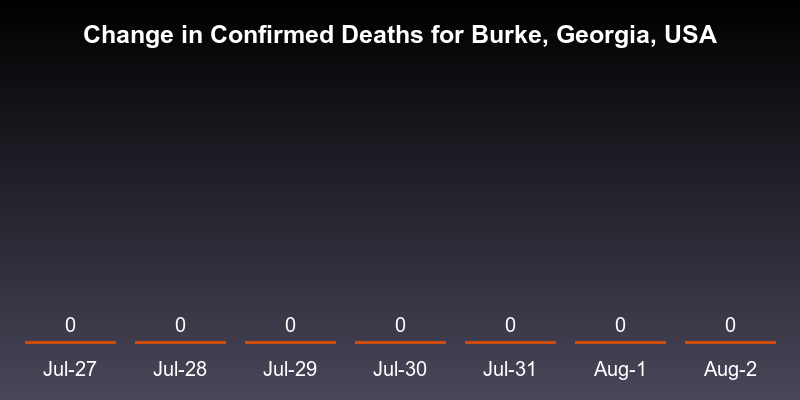 Change in Confirmed Deaths for Burke, Georgia, USA
0 0 0 0 0 0 0
Jul-27 Jul-28 Jul-29 Jul-30 Jul-31 Aug-1 Aug-2